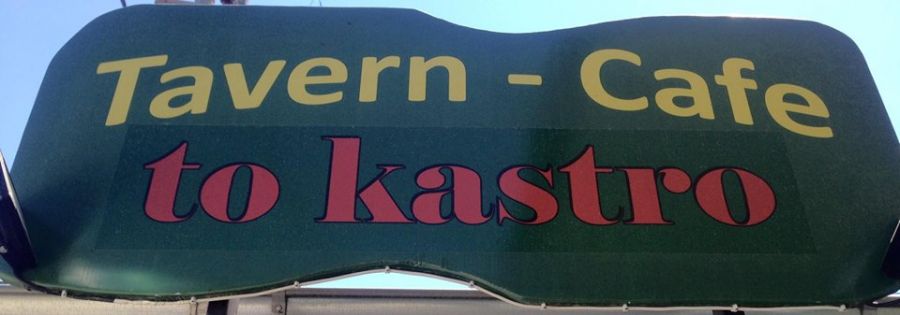 Tavern - Cafe
to kastro